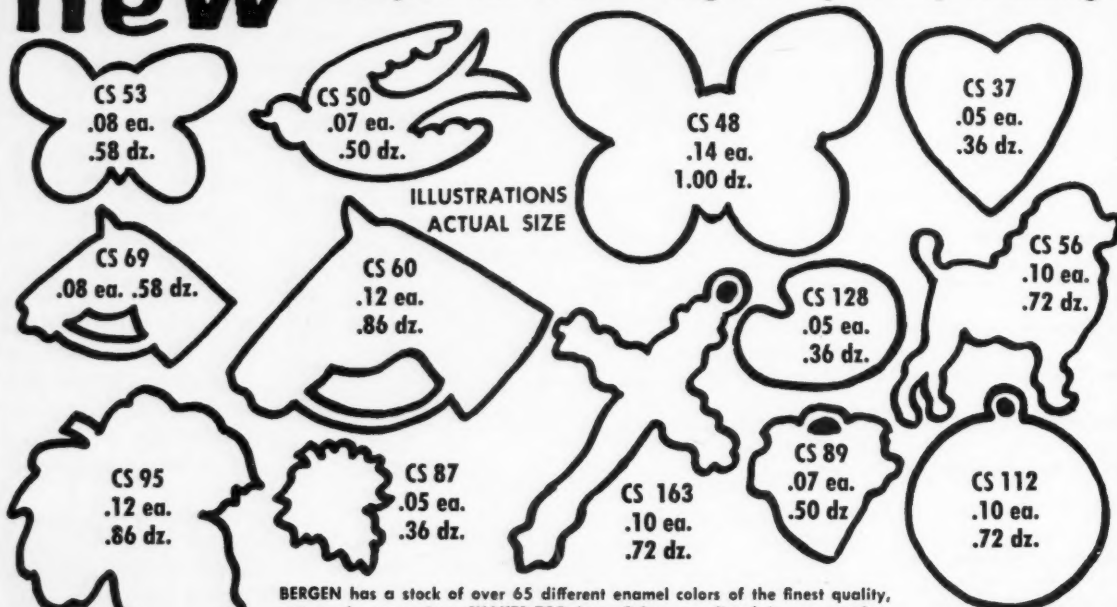 new
CS 53
.08 ea.
.58 dz.
CS 50
.07 ea.
.50 dz.
CS 48
.14 ea.
1.00 dz.
CS 37
.05 ea.
.36 dz.
ILLUSTRATIONS
ACTUAL SIZE
CS 69
.08 ea. .58 dz.
CS 60
.12 ea.
.86 dz.
CS 128
.05 ea.
.36 dz.
CS 56
.10 ea.
.72 dz.
CS 95
.12 ea.
.86 dz.
CS 87
.05 ea.
.36 dz.
CS 163
.10 ea.
.72 dz.
CS 89
.07 ea.
.50 dz
CS 112
.10 ea.
.72 dz.
BERGEN has a stock of over 65 different enamel colors of the finest quality,